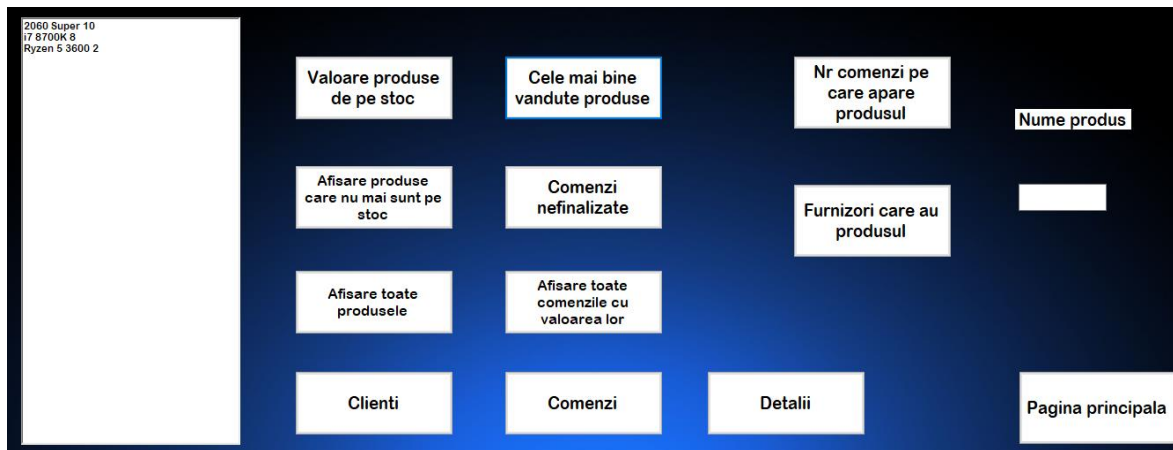 2060 Super 10
i7 8700K 8
Ryzen 5 3600 2
Valoare produse
de pe stoc
Cele mai bine
vandute produse
Nr comenzi pe
care apare
produsul
Nume produs
Afisare produse
care nu mai sunt pe
stoc
Comenzi
nefinalizate
Furnizori care au
produsul
Afisare toate
produsele
Afisare toate
comenzile cu
valoarea lor
Clienti
Comenzi
Detalii
Pagina principala